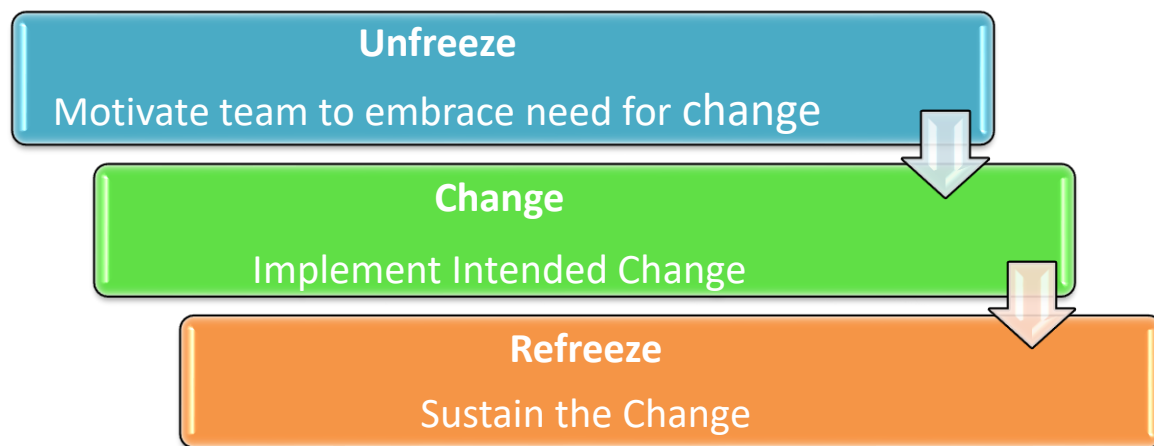 Unfreeze
Motivate team to embrace need for change
Change
Implement Intended Change
Refreeze
Sustain the Change